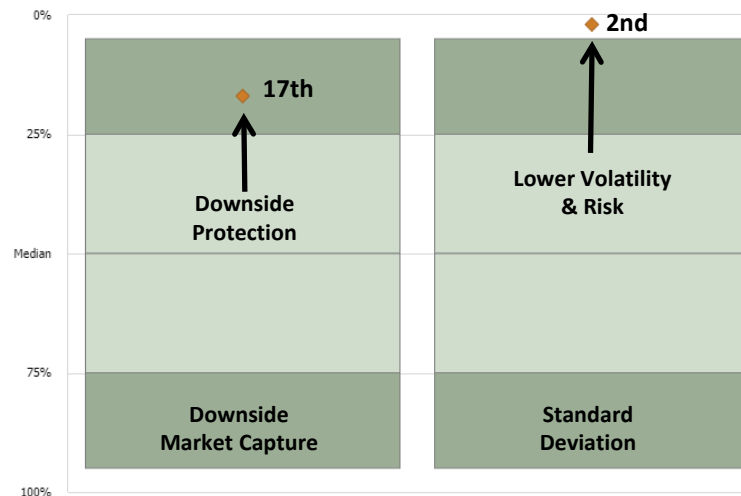 0%
2nd
17th
25%
Lower Volatility
& Risk
Downside
Protection
Median
75%
Downside
Market Capture
Standard
Deviation
100%